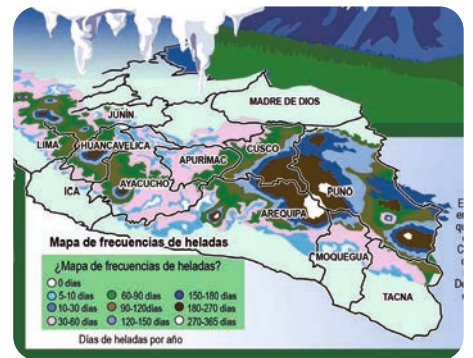 MADRE DE DIOS
JUNÍN
LIMA
HUANCAVELICA
CUSCO
APURÍMAC
ICA
AYACUCHO
PUNO
AREQUIPA
MOQUEGUA
TACNA
Mapa de frecuencias de heladas
¿Mapa de frecuencias de heladas?
0 días
5-10 días
60-90 días
150-180 días
10-30 días
90-120días
180-270 días
30-60 días
120-150 días
270-365 días
Días de heladas por año